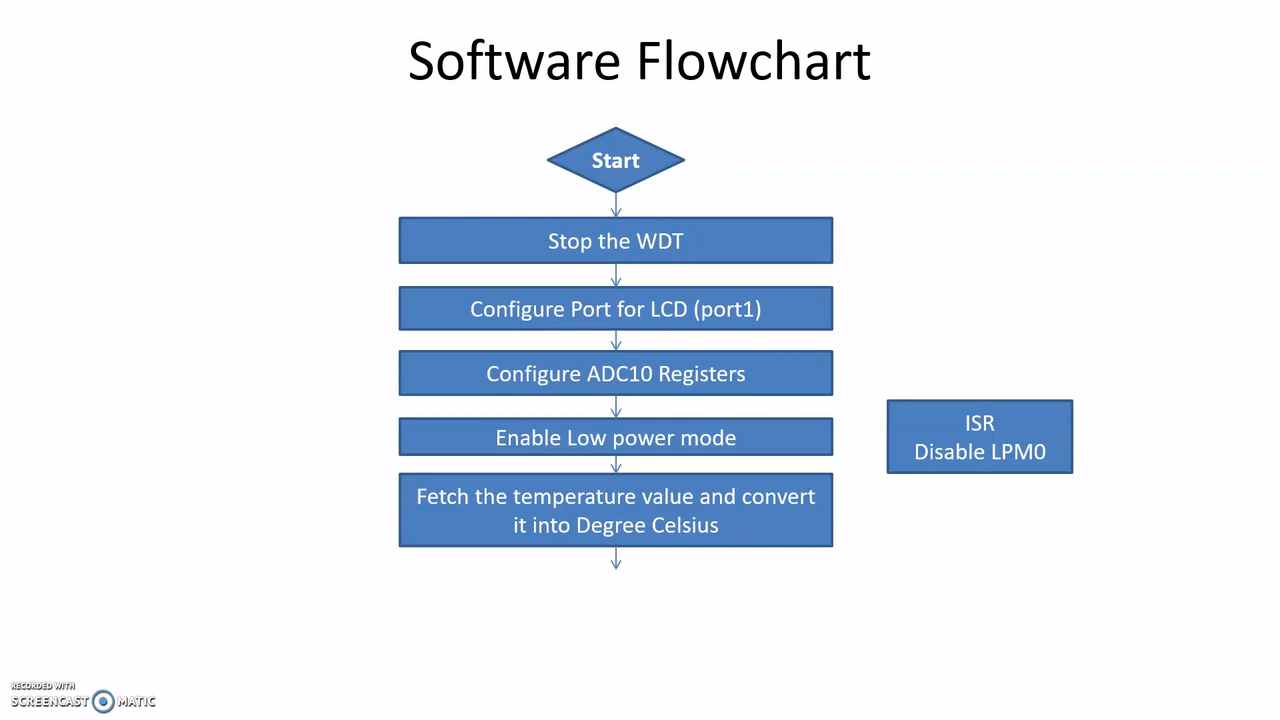 Software Flowchart
Start
Stop the WDT
Configure Port for LCD (port1)
Configure ADC10 Registers
Enable Low power mode
ISR
Disable LPM0
Fetch the temperature value and convert
it into Degree Celsius
RECORDED WITH
SCREENCAST MATIC